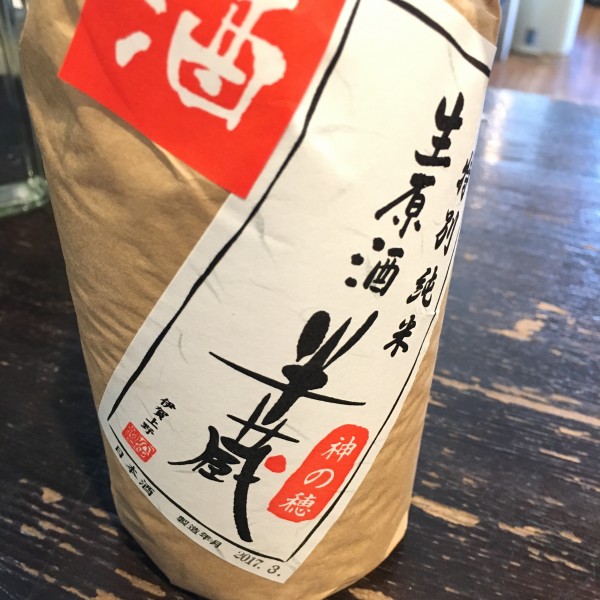 酒
特別純米
生原酒
半蔵
神の穂
伊賀上野
日本酒
製造年月 2017. 3.